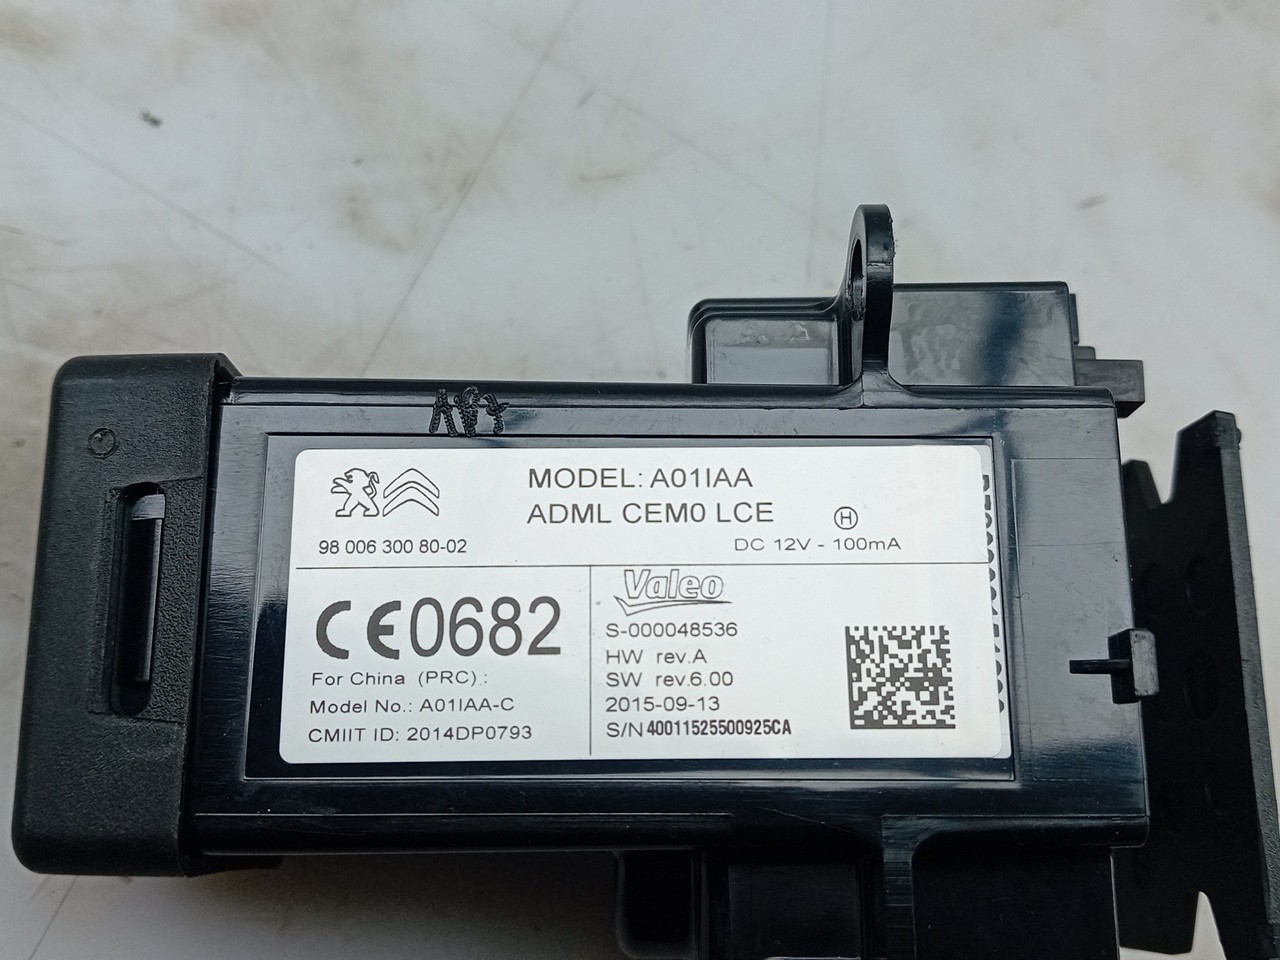 MODEL: A01IAA
ADML CEM0 LCE
H
98 006 300 80-02
DC 12V - 100mA
CE0682
For China (PRC) :
Model No.: A01IAA-C
CMIIT ID: 2014DP0793
Valeo
S-000048536
HW rev.A
SW rev.6.00
2015-09-13
S/N 40011525500925CA